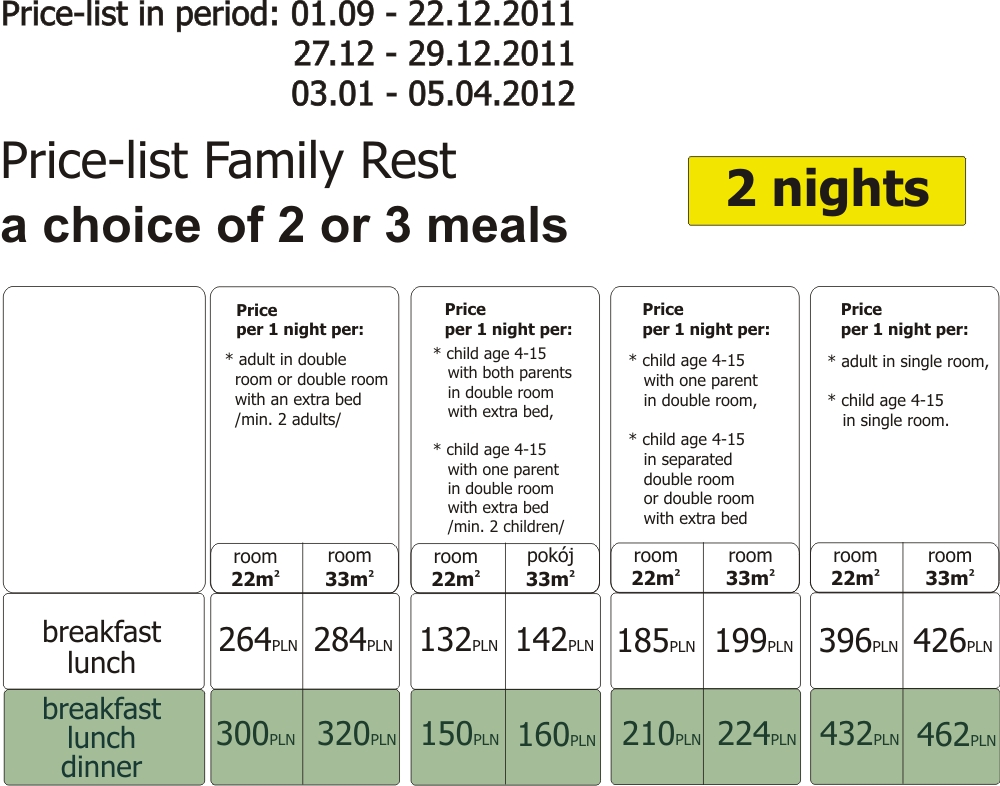 Price-list in period: 01.09 - 22.12.2011
27.12 - 29.12.2011
03.01 - 05.04.2012
Price-list Family Rest
a choice of 2 or 3 meals
2 nights
Price
per 1 night per:
* adult in double
room or double room
with an extra bed
/min. 2 adults/
Price
per 1 night per:
* child age 4-15
with both parents
in double room
with extra bed,
* child age 4-15
with one parent
in double room
with extra bed
/min. 2 children/
Price
per 1 night per:
* child age 4-15
with one parent
in double room,
* child age 4-15
in separated
double room
or double room
with extra bed
Price
per 1 night per:
* adult in single room,
* child age 4-15
in single room.
room room room pokój room room room room
22m² 33m² 22m² 33m² 22m² 33m² 22m² 33m²
breakfast
lunch
264PLN 284PLN 132PLN 142PLN 185PLN 199PLN 396PLN 426PLN
breakfast
lunch
dinner
300PLN 320PLN 150PLN 160PLN 210PLN 224PLN 432PLN 462PLN